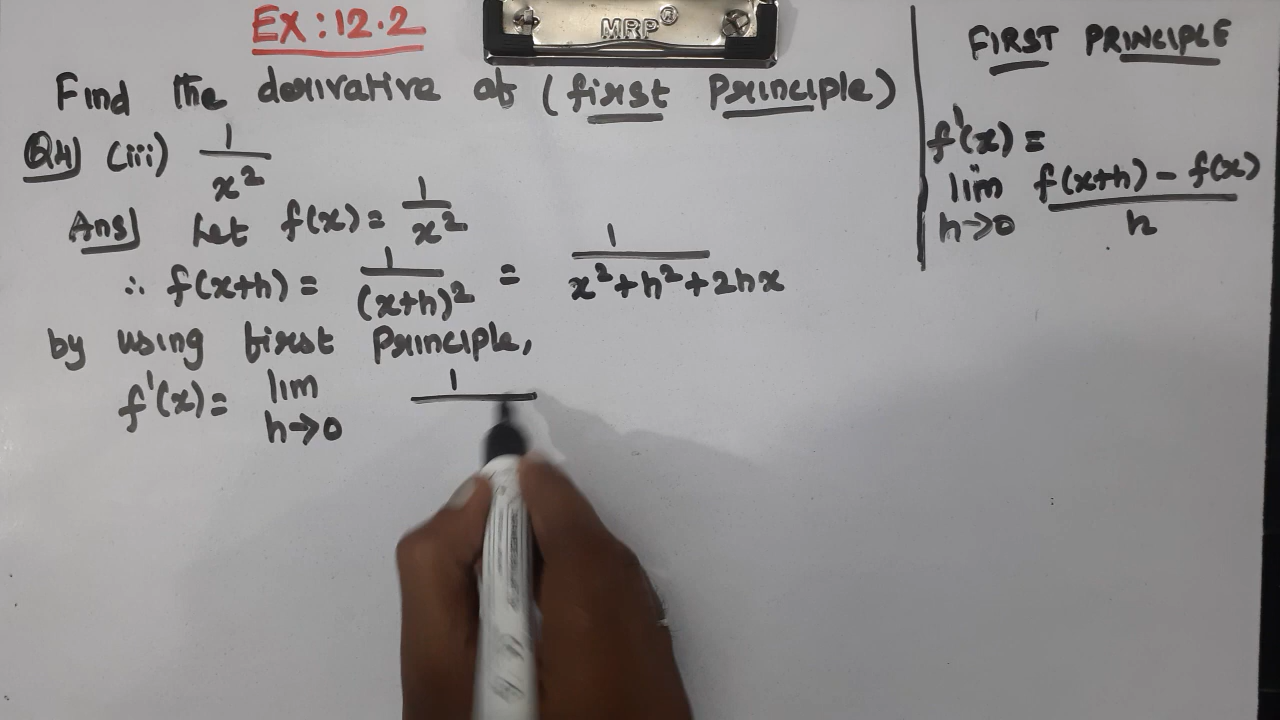 EX : 12.2
MRP®
Find the derivative of (first principle)
Q4) (iii) 1/x²
Ans) Let f(x) = 1/x²
∴ f(x+h) = 1/(x+h)² = 1/x²+h²+2hx
by using first principle,
f'(x) = lim h→0 1
FIRST PRINCIPLE
f'(x) =
lim h→0 f(x+h) - f(x)/h